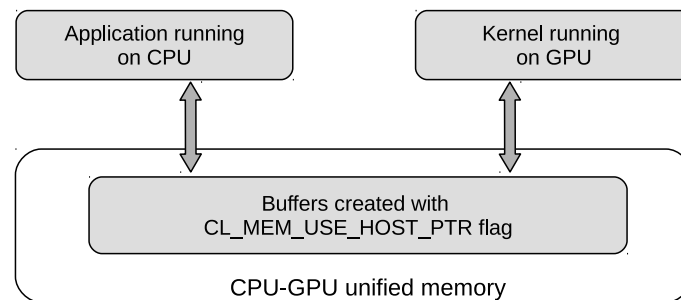 Application running
on CPU
Kernel running
on GPU
Buffers created with
CL_MEM_USE_HOST_PTR flag
CPU-GPU unified memory